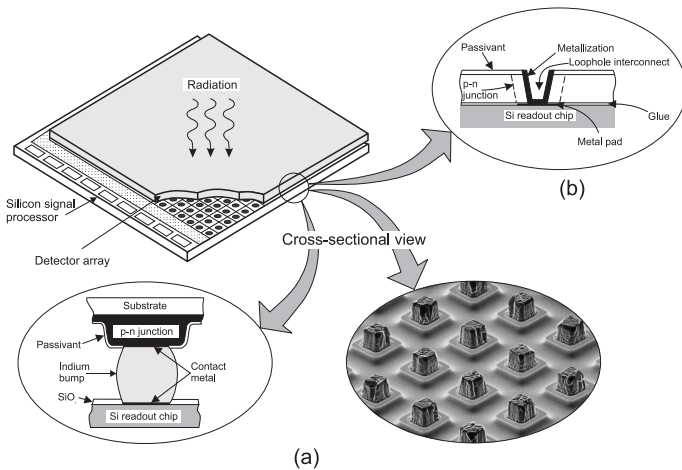 Radiation
Silicon signal
processor
Detector array
Cross-sectional view
Passivant
Metallization
Loophole interconnect
p-n
junction
Si readout chip
Glue
Metal pad
(b)
Substrate
p-n junction
Passivant
Indium
bump
Contact
metal
SiO
Si readout chip
(a)